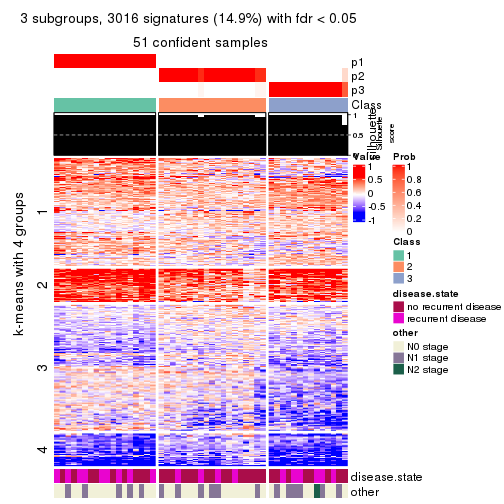 3 subgroups, 3016 signatures (14.9%) with fdr < 0.05
51 confident samples
p1
p2
p3
Class
1
0.5
0
Silhouette
score
silhouette
k-means with 4 groups
1
2
3
4
Value
1
0.5
0
-0.5
-1
Prob
1
0.8
0.6
0.4
0.2
0
Class
1
2
3
disease.state
no recurrent disease
recurrent disease
other
N0 stage
N1 stage
N2 stage
disease.state
other